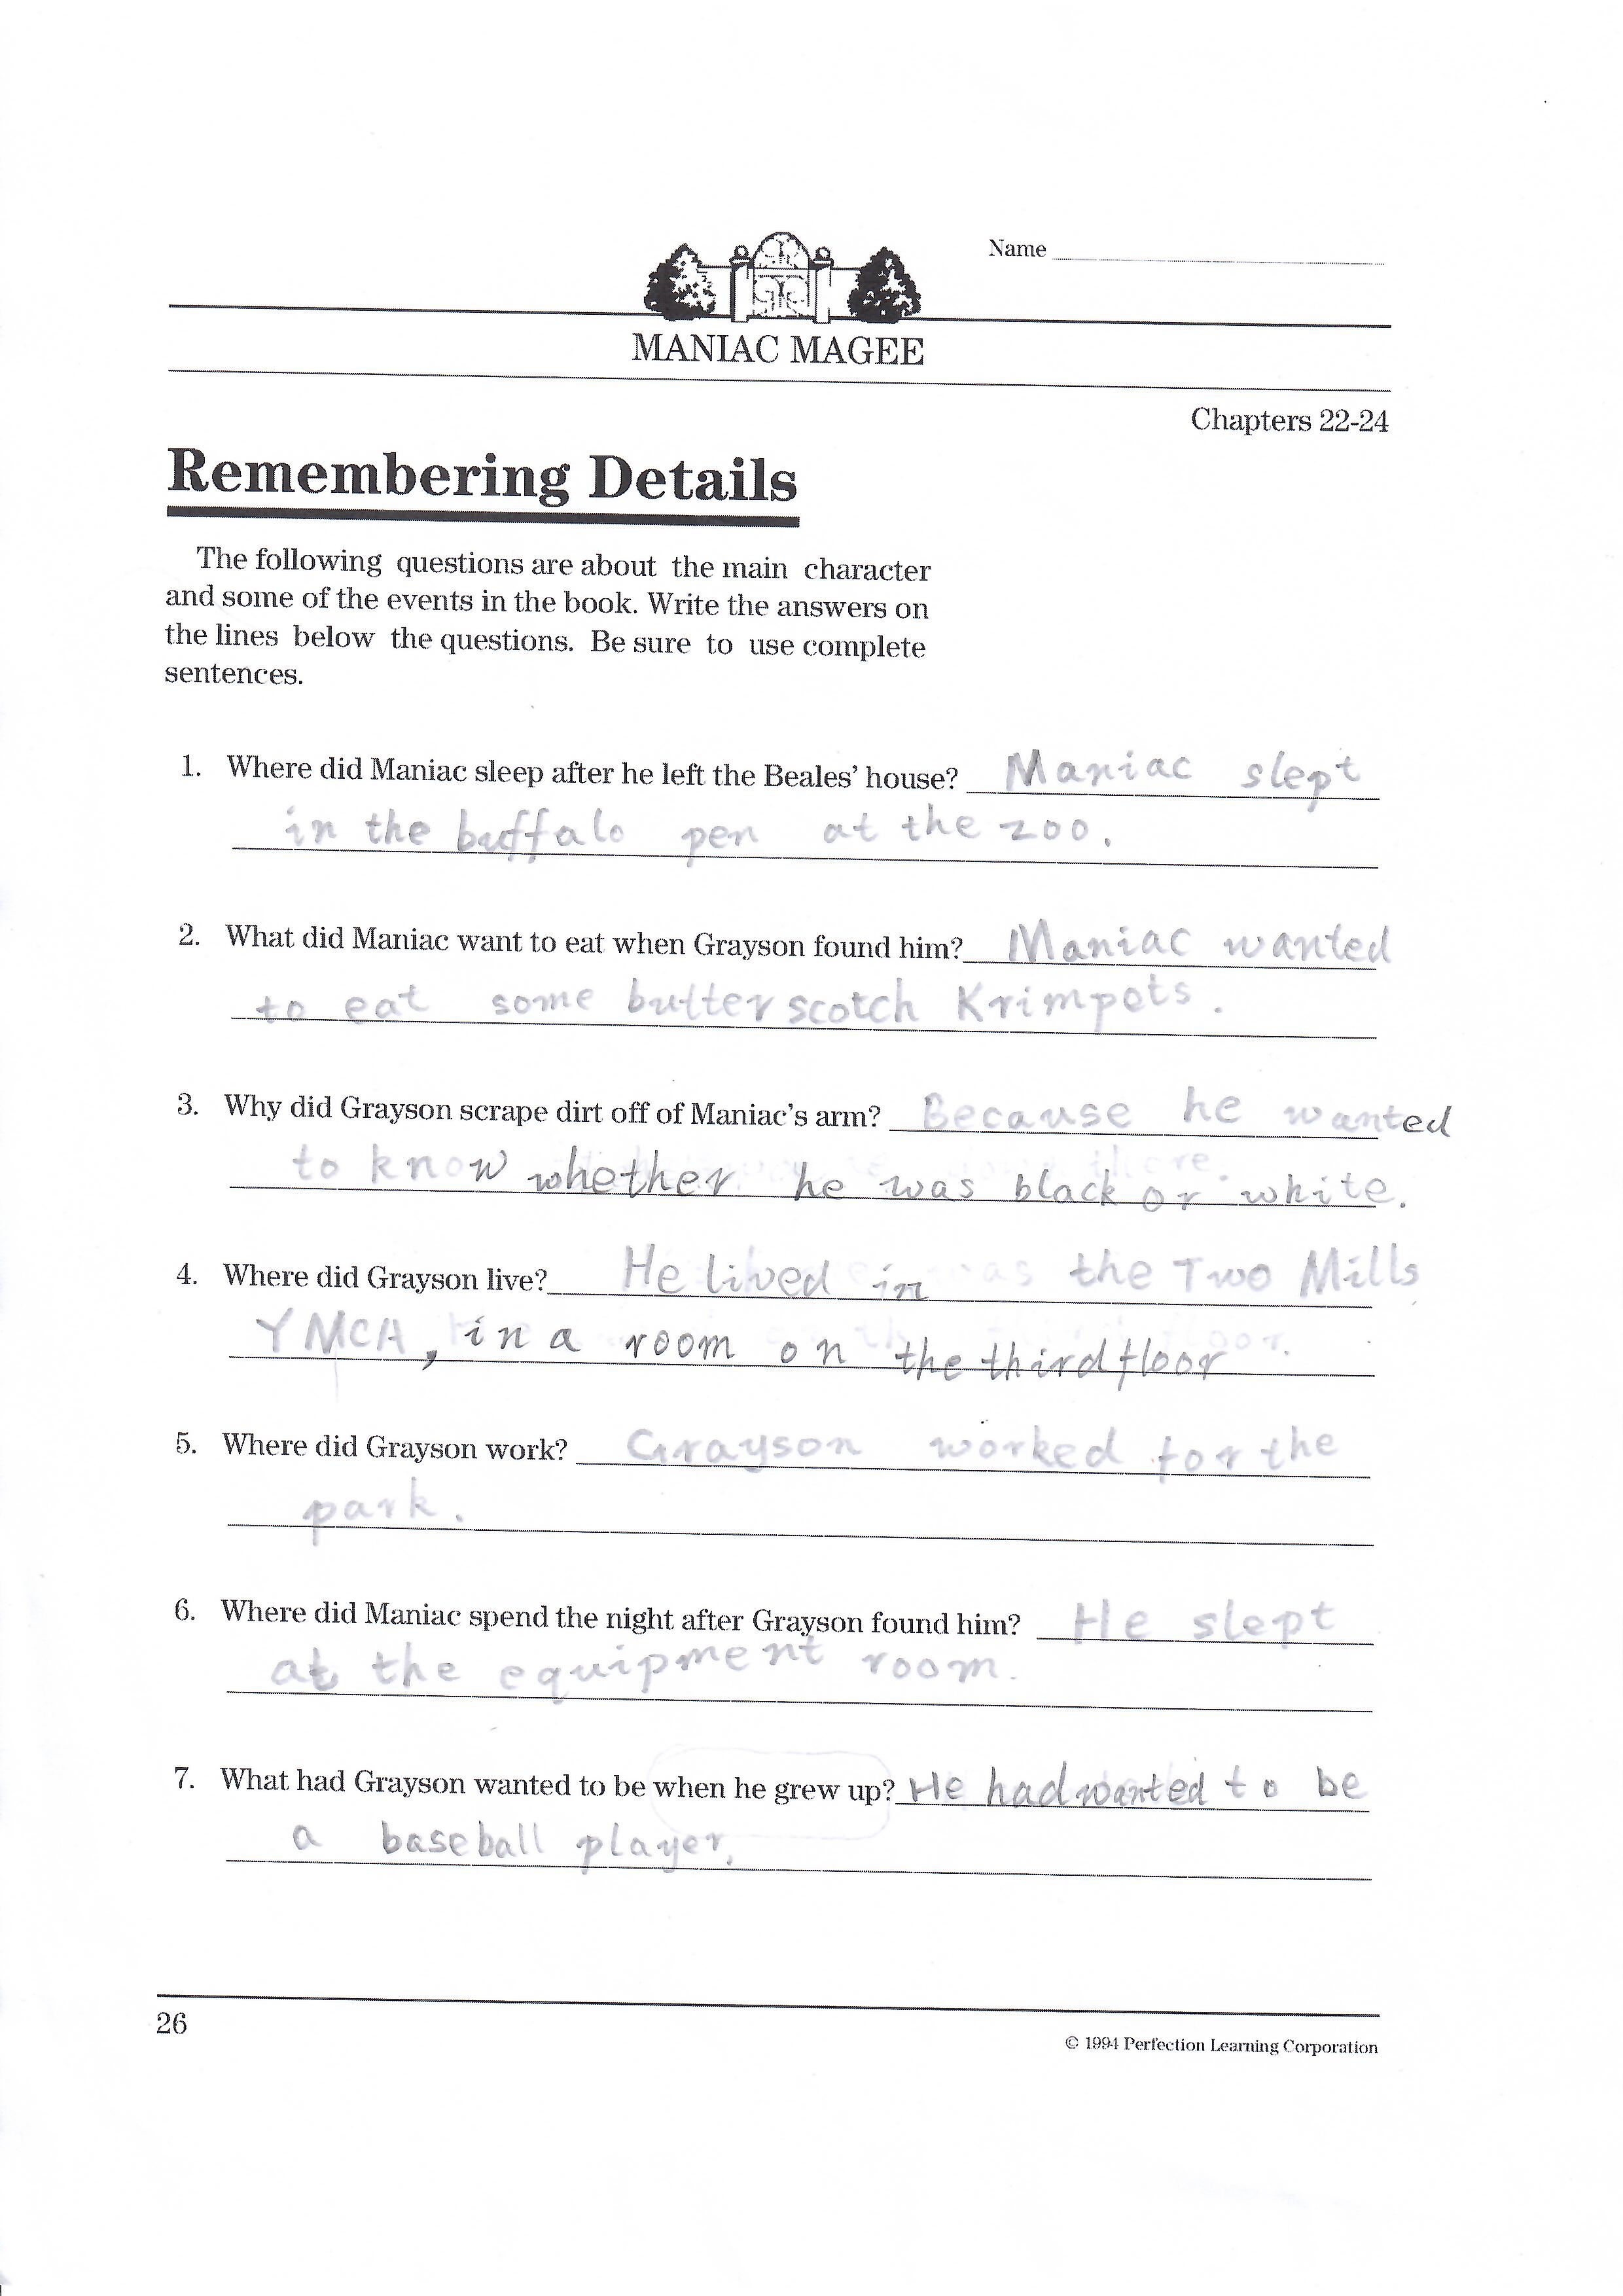 Name
MANIAC MAGEE
Chapters 22-24
Remembering Details
The following questions are about the main character
and some of the events in the book. Write the answers on
the lines below the questions. Be sure to use complete
sentences.
1. Where did Maniac sleep after he left the Beales' house? Maniac slept
in the buffalo pen at the zoo.
2. What did Maniac want to eat when Grayson found him? Maniac wanted
to eat some butterscotch Krimpets.
3. Why did Grayson scrape dirt off of Maniac's arm? Because he wanted
to know whether he was black or white.
4. Where did Grayson live? He lived in the Two Mills
YMCA, in a room on the third floor
5. Where did Grayson work? Grayson worked for the
park.
6. Where did Maniac spend the night after Grayson found him? He slept
at the equipment room.
7. What had Grayson wanted to be when he grew up? He had wanted to be
a baseball player.
26
© 1994 Perfection Learning Corporation